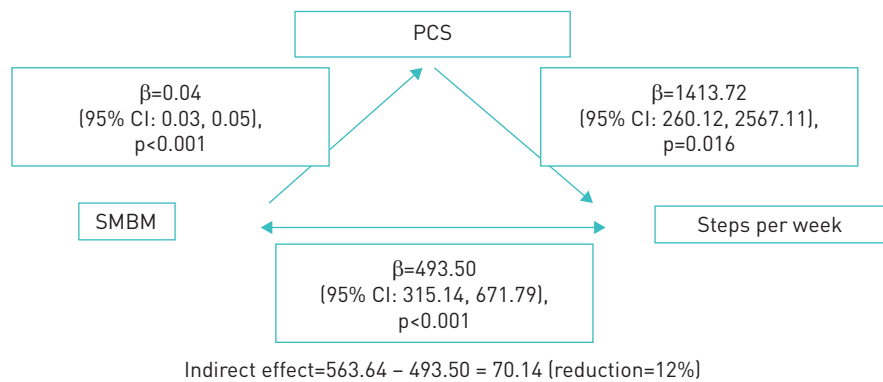 PCS
β=0.04
(95% CI: 0.03, 0.05),
p<0.001
β=1413.72
(95% CI: 260.12, 2567.11),
p=0.016
SMBM
Steps per week
β=493.50
(95% CI: 315.14, 671.79),
p<0.001
Indirect effect=563.64 – 493.50 = 70.14 (reduction=12%)